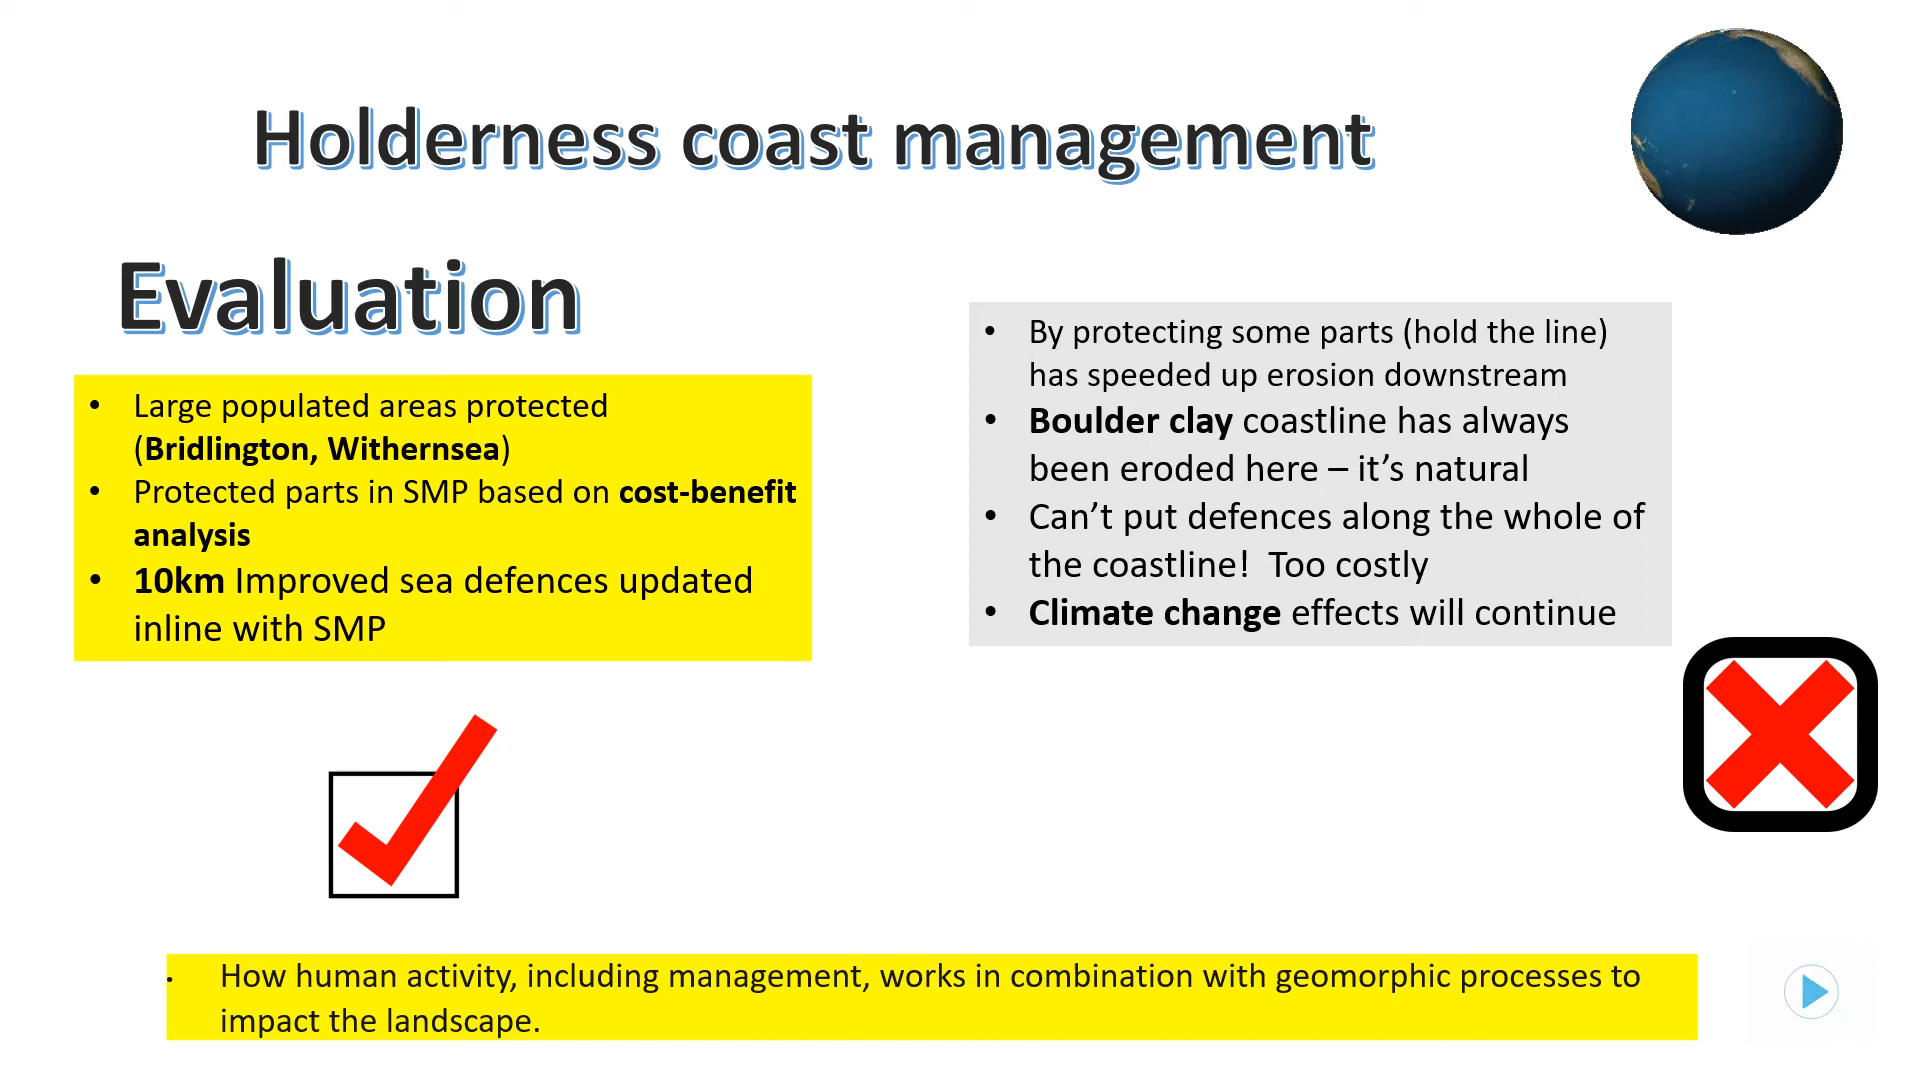 Holderness coast management
Evaluation
• Large populated areas protected
(Bridlington, Withernsea)
• Protected parts in SMP based on cost-benefit
analysis
• 10km Improved sea defences updated
inline with SMP
• By protecting some parts (hold the line)
has speeded up erosion downstream
• Boulder clay coastline has always
been eroded here – it’s natural
• Can’t put defences along the whole of
the coastline!  Too costly
• Climate change effects will continue
• How human activity, including management, works in combination with geomorphic processes to
impact the landscape.